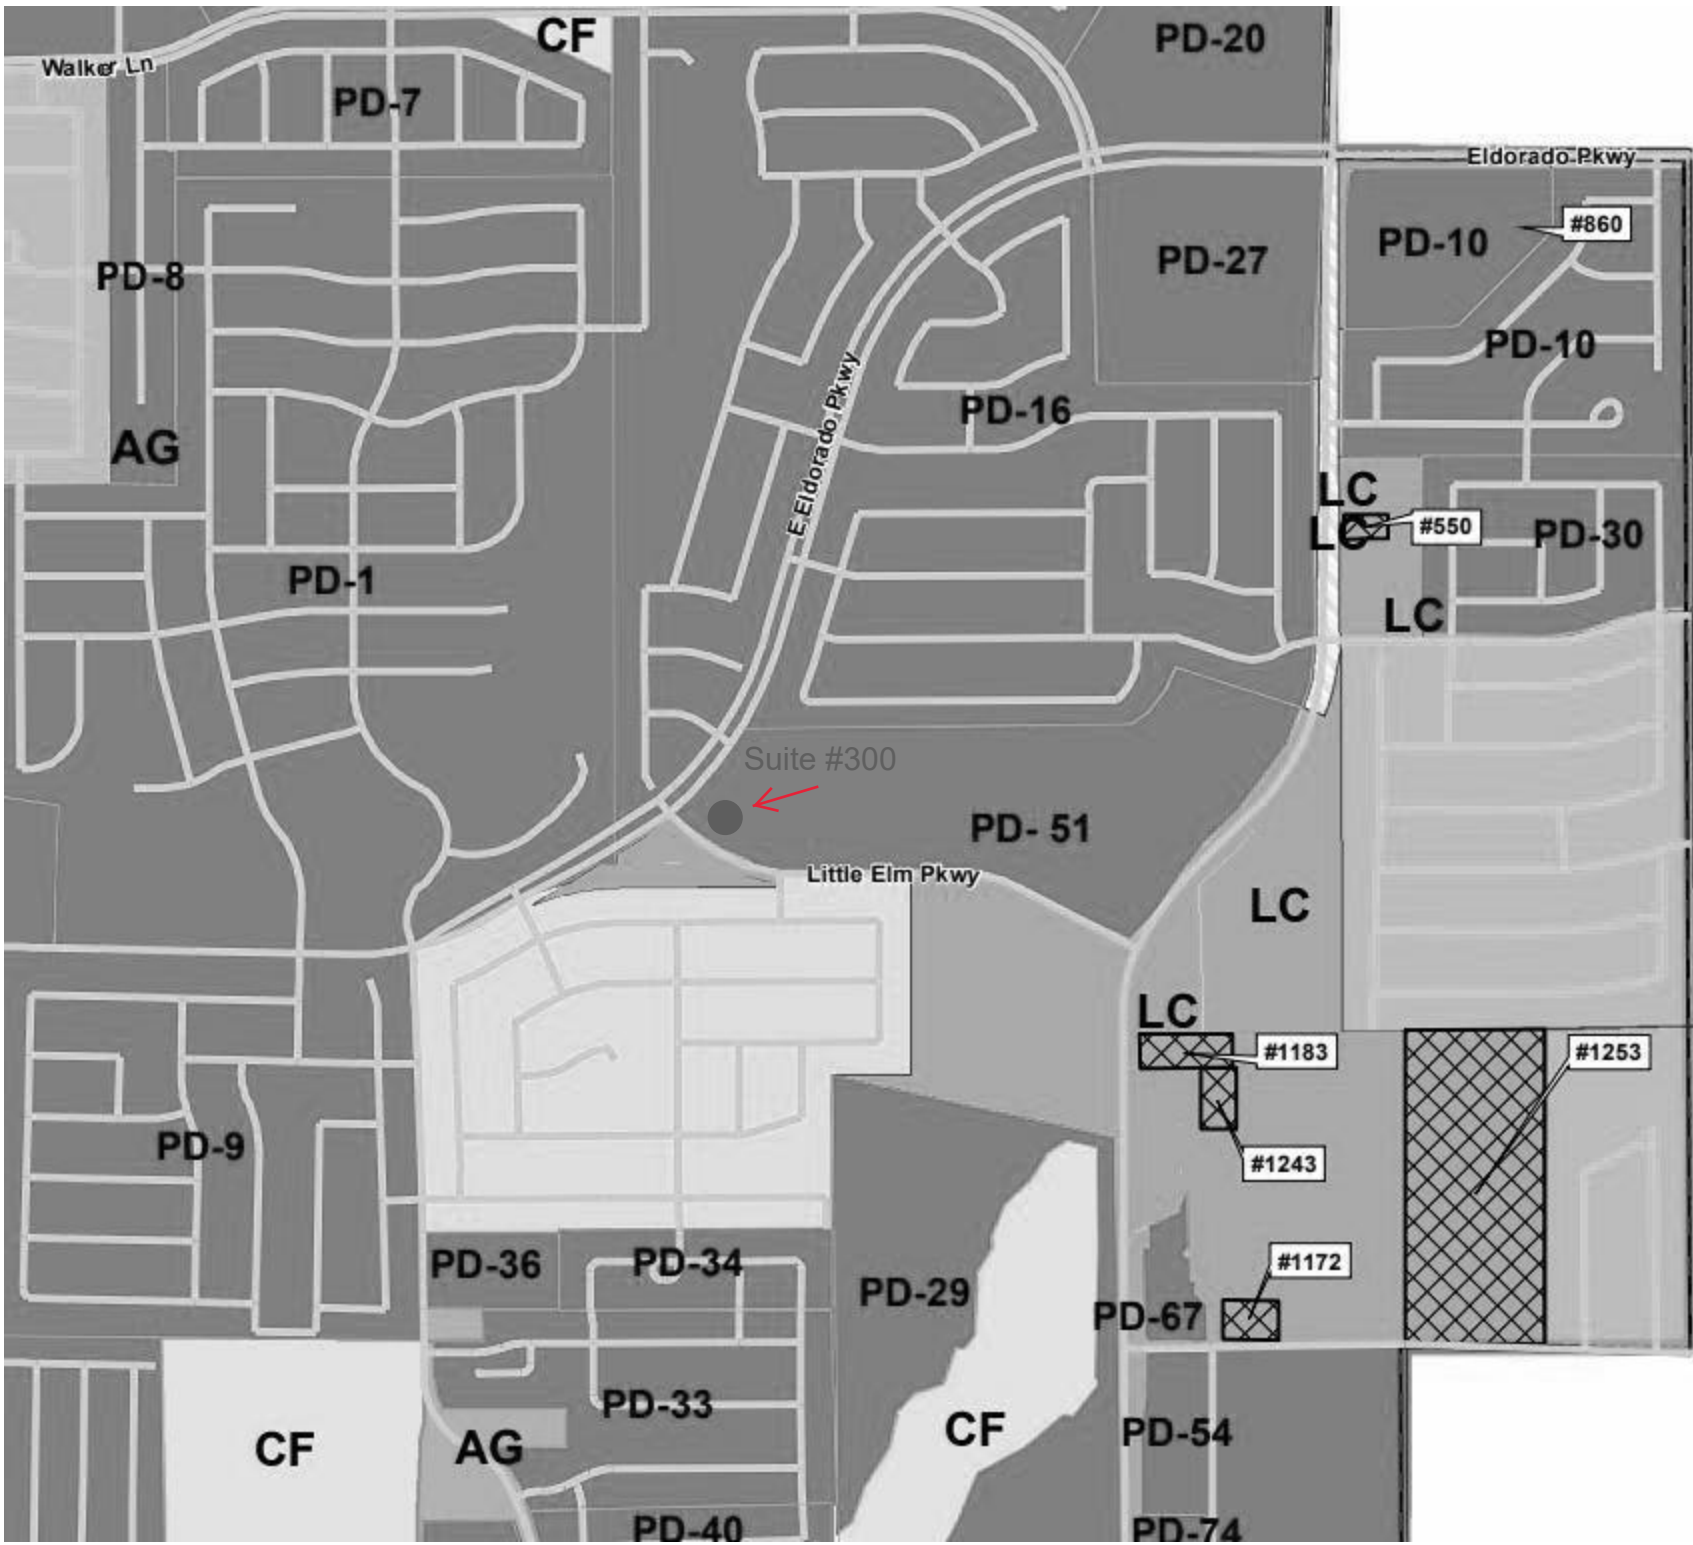 CF
PD-20
Walker Ln
PD-7
Eldorado Pkwy
#860
PD-10
PD-27
PD-8
PD-10
E Eldorado Pkwy
PD-16
AG
LC
#550
LC
PD-30
PD-1
LC
Suite #300
PD- 51
Little Elm Pkwy
LC
LC
#1183
#1253
PD-9
#1243
PD-36
PD-34
#1172
PD-29
PD-67
PD-33
CF
AG
CF
PD-54
PD-40
PD-74